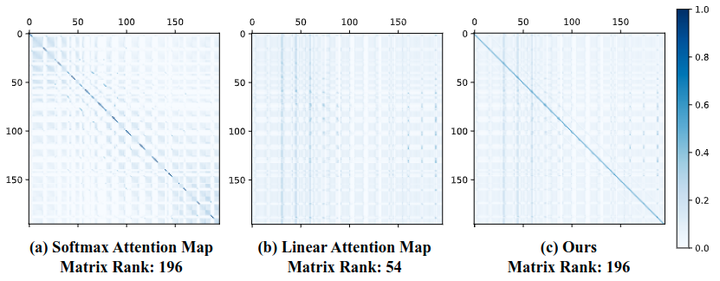 0 50 100 150
0 50 100 150
0 50 100 150
1.0
0
0
0
0.8
50
50
50
0.6
100
100
100
0.4
150
150
150
0.2
0.0
(a) Softmax Attention Map
Matrix Rank: 196
(b) Linear Attention Map
Matrix Rank: 54
(c) Ours
Matrix Rank: 196